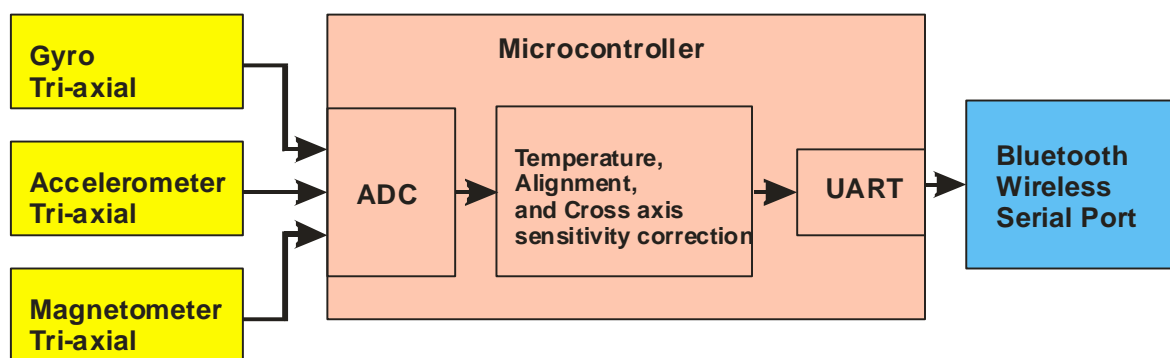 Microcontroller
Gyro
Tri-axial
Accelerometer
Tri-axial
Magnetometer
Tri-axial
ADC
Temperature,
Alignment,
and Cross axis
sensitivity correction
UART
Bluetooth
Wireless
Serial Port